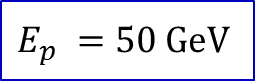 E_p = 50 GeV